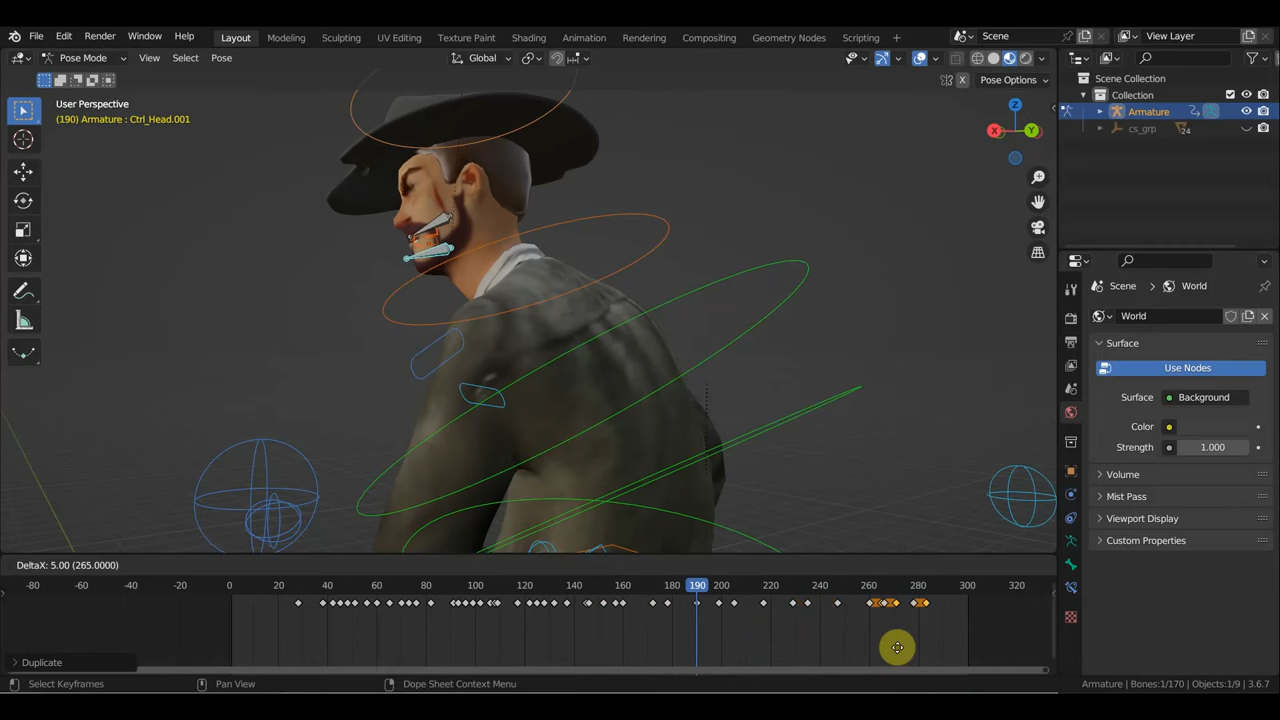 File Edit Render Window Help Layout Modeling Sculpting UV Editing Texture Paint Shading Animation Rendering Compositing Geometry Nodes Scripting + Scene View Layer
Pose Mode View Select Pose Global
X Pose Options
User Perspective
(190) Armature : Ctrl_Head.001
Z
X Y
Scene Collection
Collection
Armature
cs_grp 24
Scene > World
World
Surface
Use Nodes
Surface Background
Color
Strength 1.000
Volume
Mist Pass
Viewport Display
Custom Properties
DeltaX: 5.00 (265.0000)
-80 -60 -40 -20 0 20 40 60 80 100 120 140 160 190 200 220 240 260 280 300 320
Duplicate
Select Keyframes Pan View Dope Sheet Context Menu Armature | Bones:1/170 | Objects:1/9 | 3.6.7